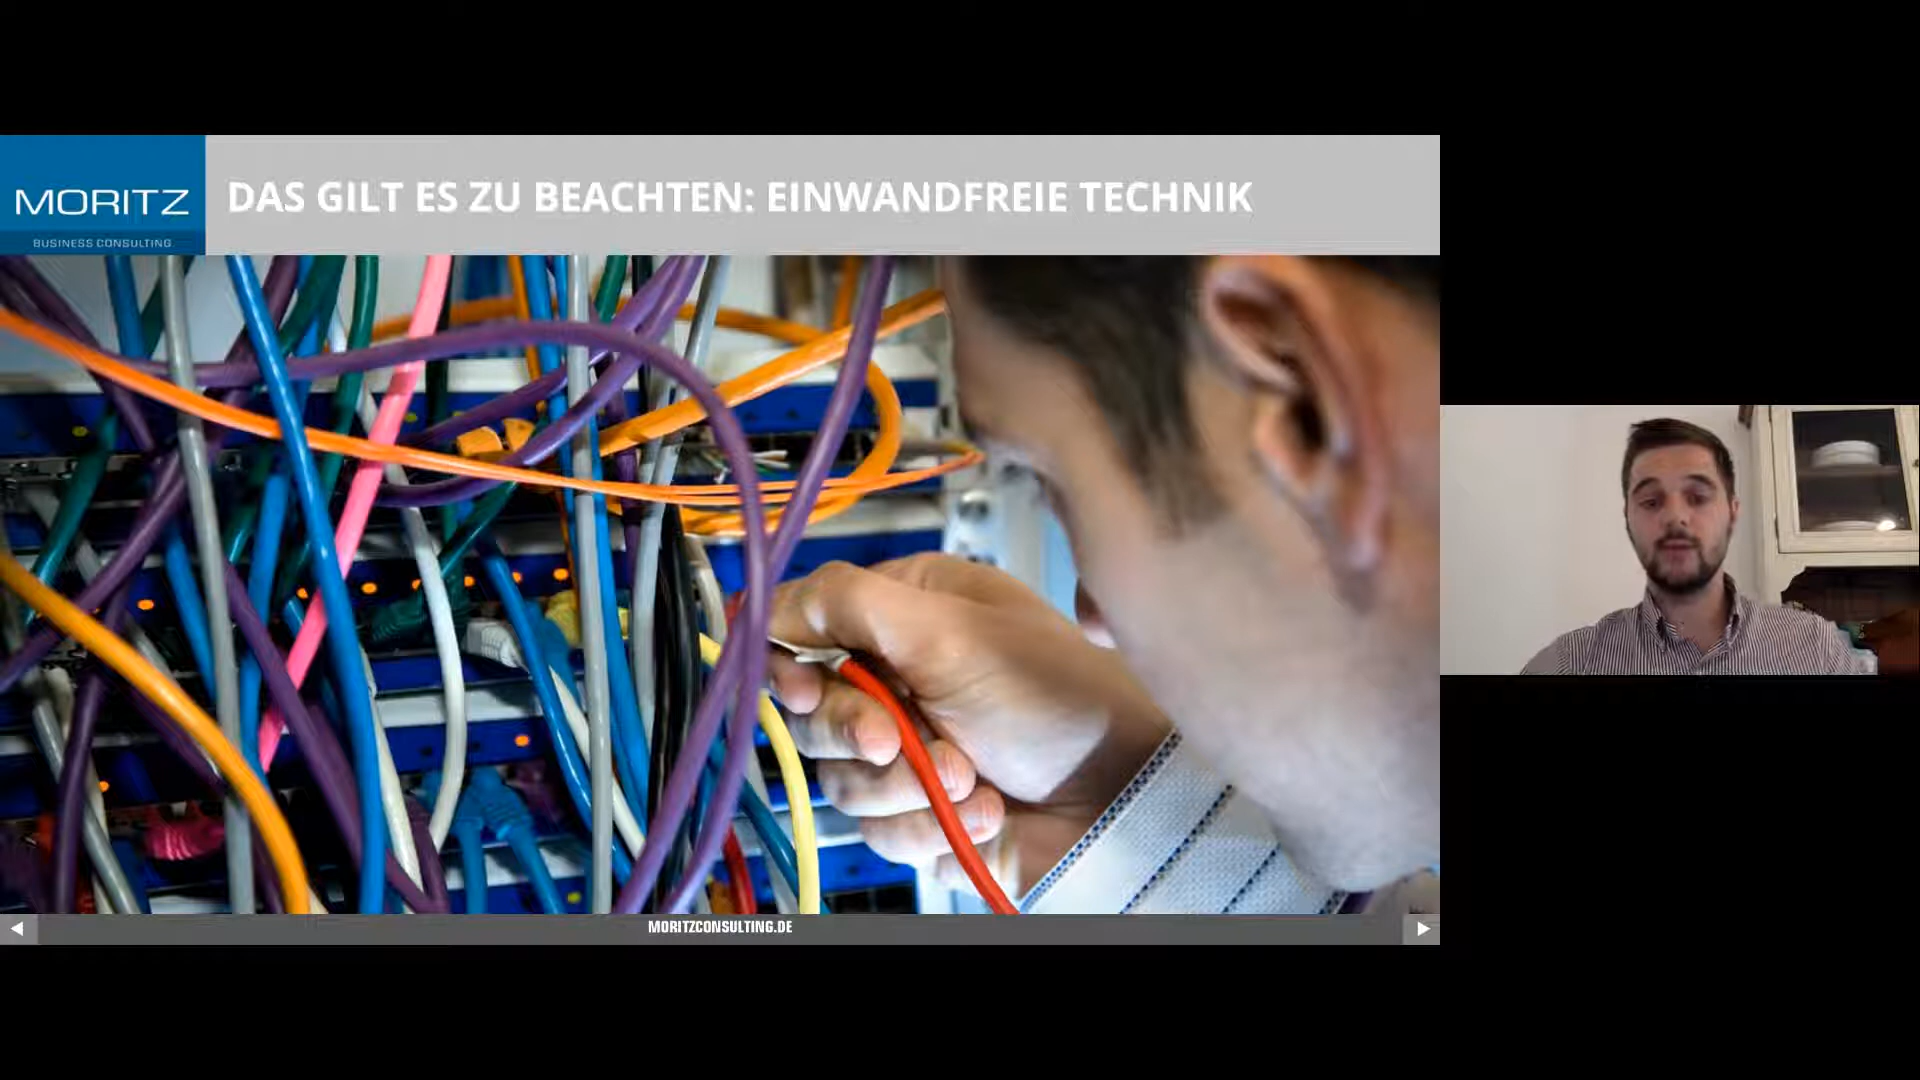 MORITZ
BUSINESS CONSULTING
DAS GILT ES ZU BEACHTEN: EINWANDFREIE TECHNIK
MORITZCONSULTING.DE